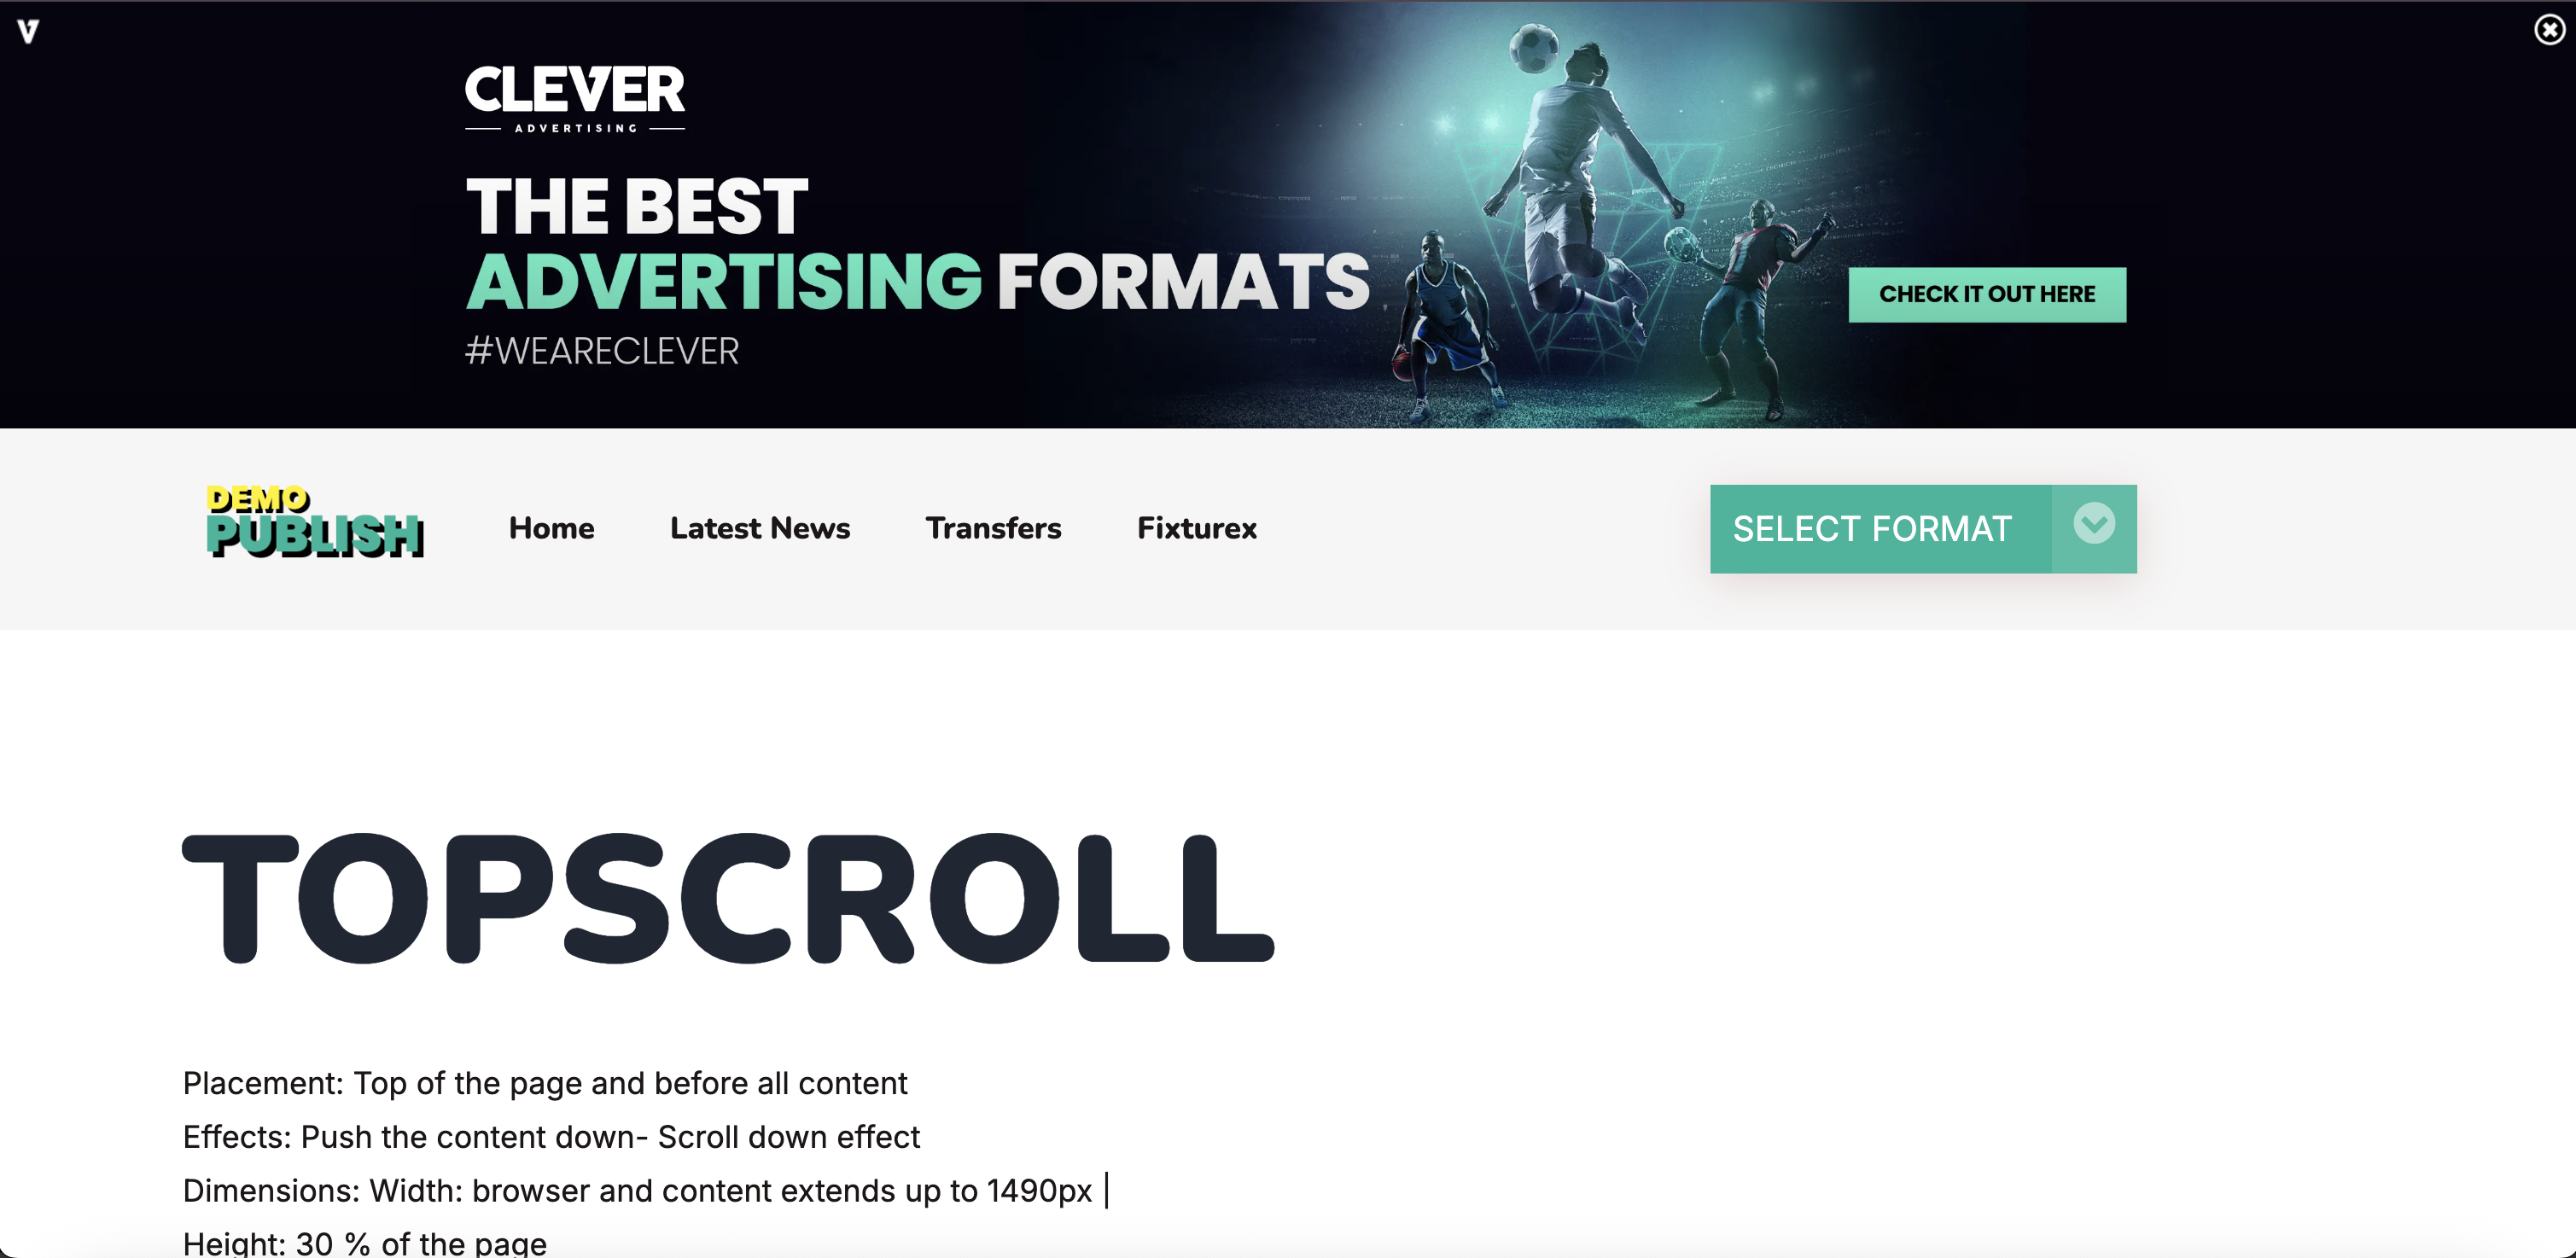 CLEVER
ADVERTISING
THE BEST
ADVERTISING FORMATS
#WEARECLEVER
CHECK IT OUT HERE
DEMO
PUBLISH
Home
Latest News
Transfers
Fixturex
SELECT FORMAT
TOPSCROLL
Placement: Top of the page and before all content
Effects: Push the content down- Scroll down effect
Dimensions: Width: browser and content extends up to 1490px |
Height: 30 % of the page